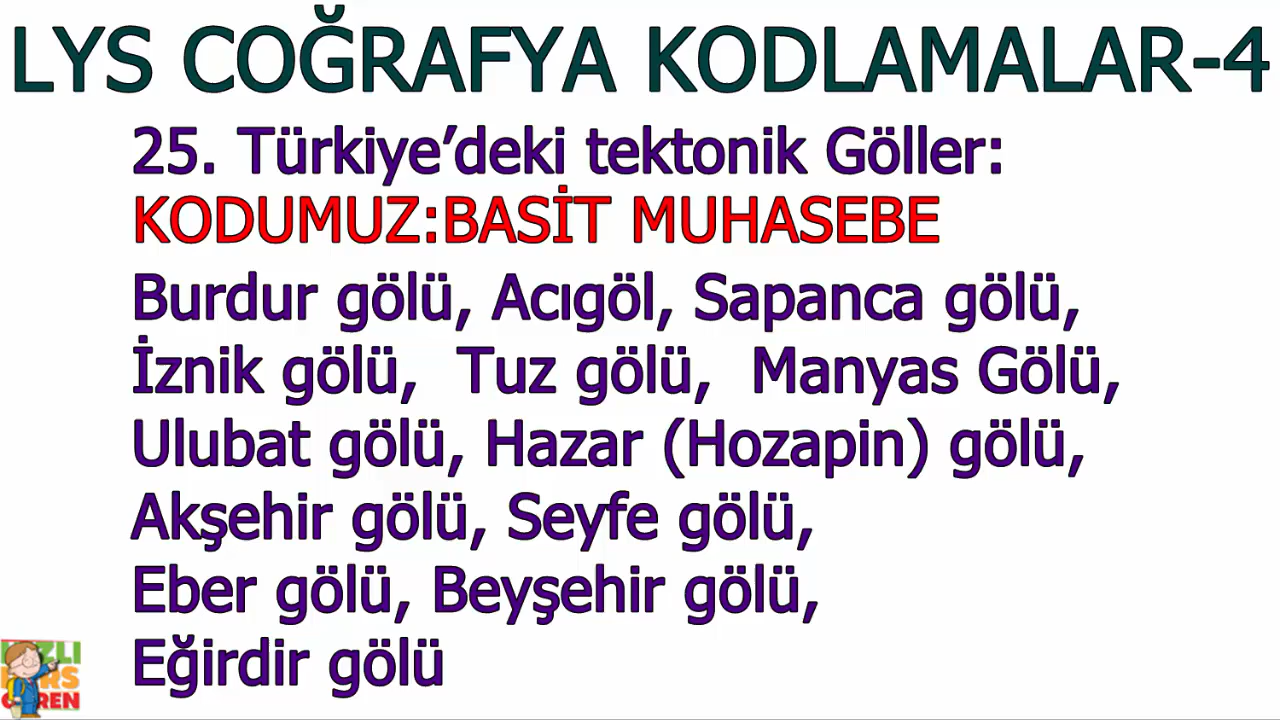 LYS COĞRAFYA KODLAMALAR-4
25. Türkiye’deki tektonik Göller:
KODUMUZ:BASİT MUHASEBE
Burdur gölü, Acıgöl, Sapanca gölü,
İznik gölü, Tuz gölü, Manyas Gölü,
Ulubat gölü, Hazar (Hozapin) gölü,
Akşehir gölü, Seyfe gölü,
Eber gölü, Beyşehir gölü,
Eğirdir gölü